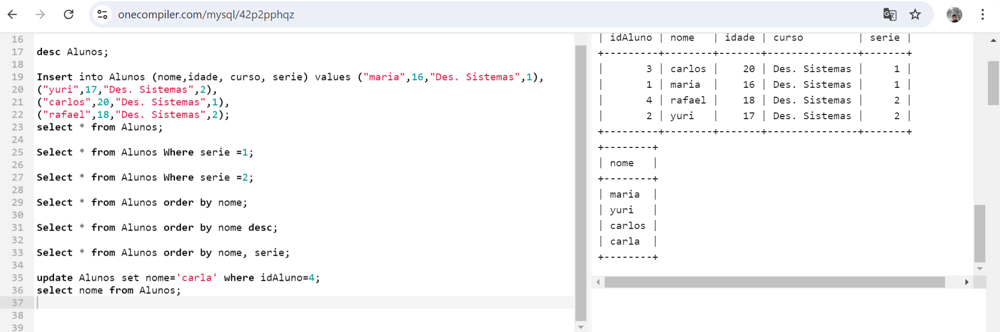 onecompiler.com/mysql/42p2pphqz
16
17 desc Alunos;
18
19 Insert into Alunos (nome,idade, curso, serie) values ("maria",16,"Des. Sistemas",1),
20 ("yuri",17,"Des. Sistemas",2),
21 ("carlos",20,"Des. Sistemas",1),
22 ("rafael",18,"Des. Sistemas",2);
23 select * from Alunos;
24
25 Select * from Alunos Where serie =1;
26
27 Select * from Alunos Where serie =2;
28
29 Select * from Alunos order by nome;
30
31 Select * from Alunos order by nome desc;
32
33 Select * from Alunos order by nome, serie;
34
35 update Alunos set nome='carla' where idAluno=4;
36 select nome from Alunos;
37
38
39
| idAluno | nome   | idade | curso         | serie |
+---------+--------+-------+---------------+-------+
|       3 | carlos |    20 | Des. Sistemas |     1 |
|       1 | maria  |    16 | Des. Sistemas |     1 |
|       4 | rafael |    18 | Des. Sistemas |     2 |
|       2 | yuri   |    17 | Des. Sistemas |     2 |
+---------+--------+-------+---------------+-------+
+--------+
| nome   |
+--------+
| maria  |
| yuri   |
| carlos |
| carla  |
+--------+